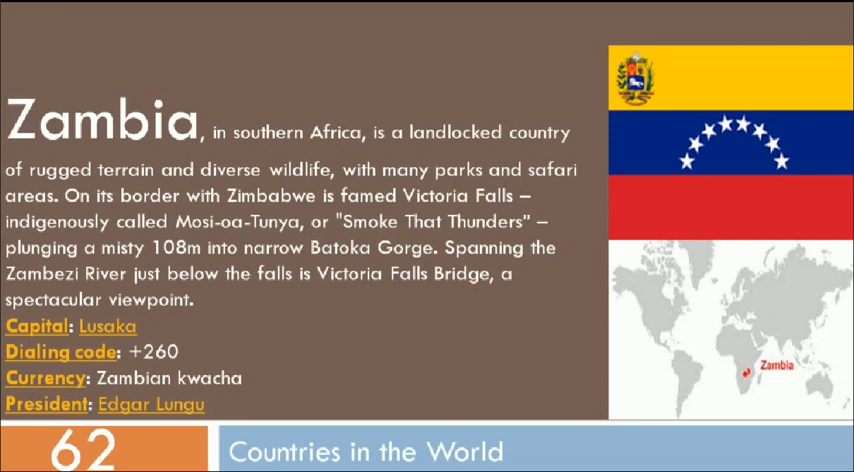 Zambia, in southern Africa, is a landlocked country
of rugged terrain and diverse wildlife, with many parks and safari
areas. On its border with Zimbabwe is famed Victoria Falls –
indigenously called Mosi-oa-Tunya, or "Smoke That Thunders" –
plunging a misty 108m into narrow Batoka Gorge. Spanning the
Zambezi River just below the falls is Victoria Falls Bridge, a
spectacular viewpoint.
Capital: Lusaka
Dialing code: +260
Currency: Zambian kwacha
President: Edgar Lungu
Zambia
62
Countries in the World